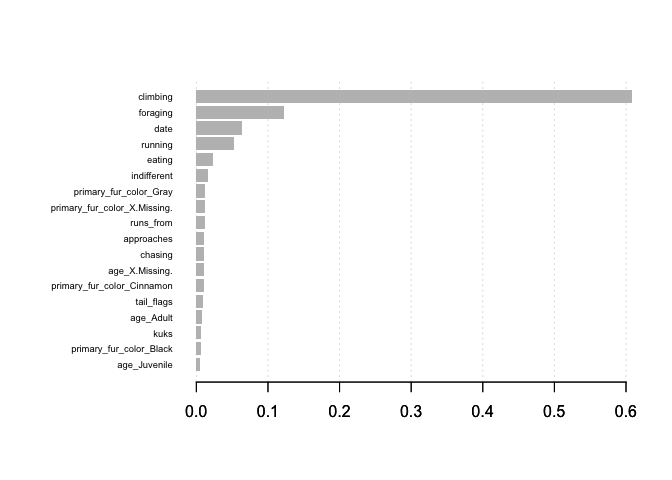 climbing
foraging
date
running
eating
indifferent
primary_fur_color_Gray
primary_fur_color_X.Missing.
runs_from
approaches
chasing
age_X.Missing.
primary_fur_color_Cinnamon
tail_flags
age_Adult
kuks
primary_fur_color_Black
age_Juvenile
0.0 0.1 0.2 0.3 0.4 0.5 0.6